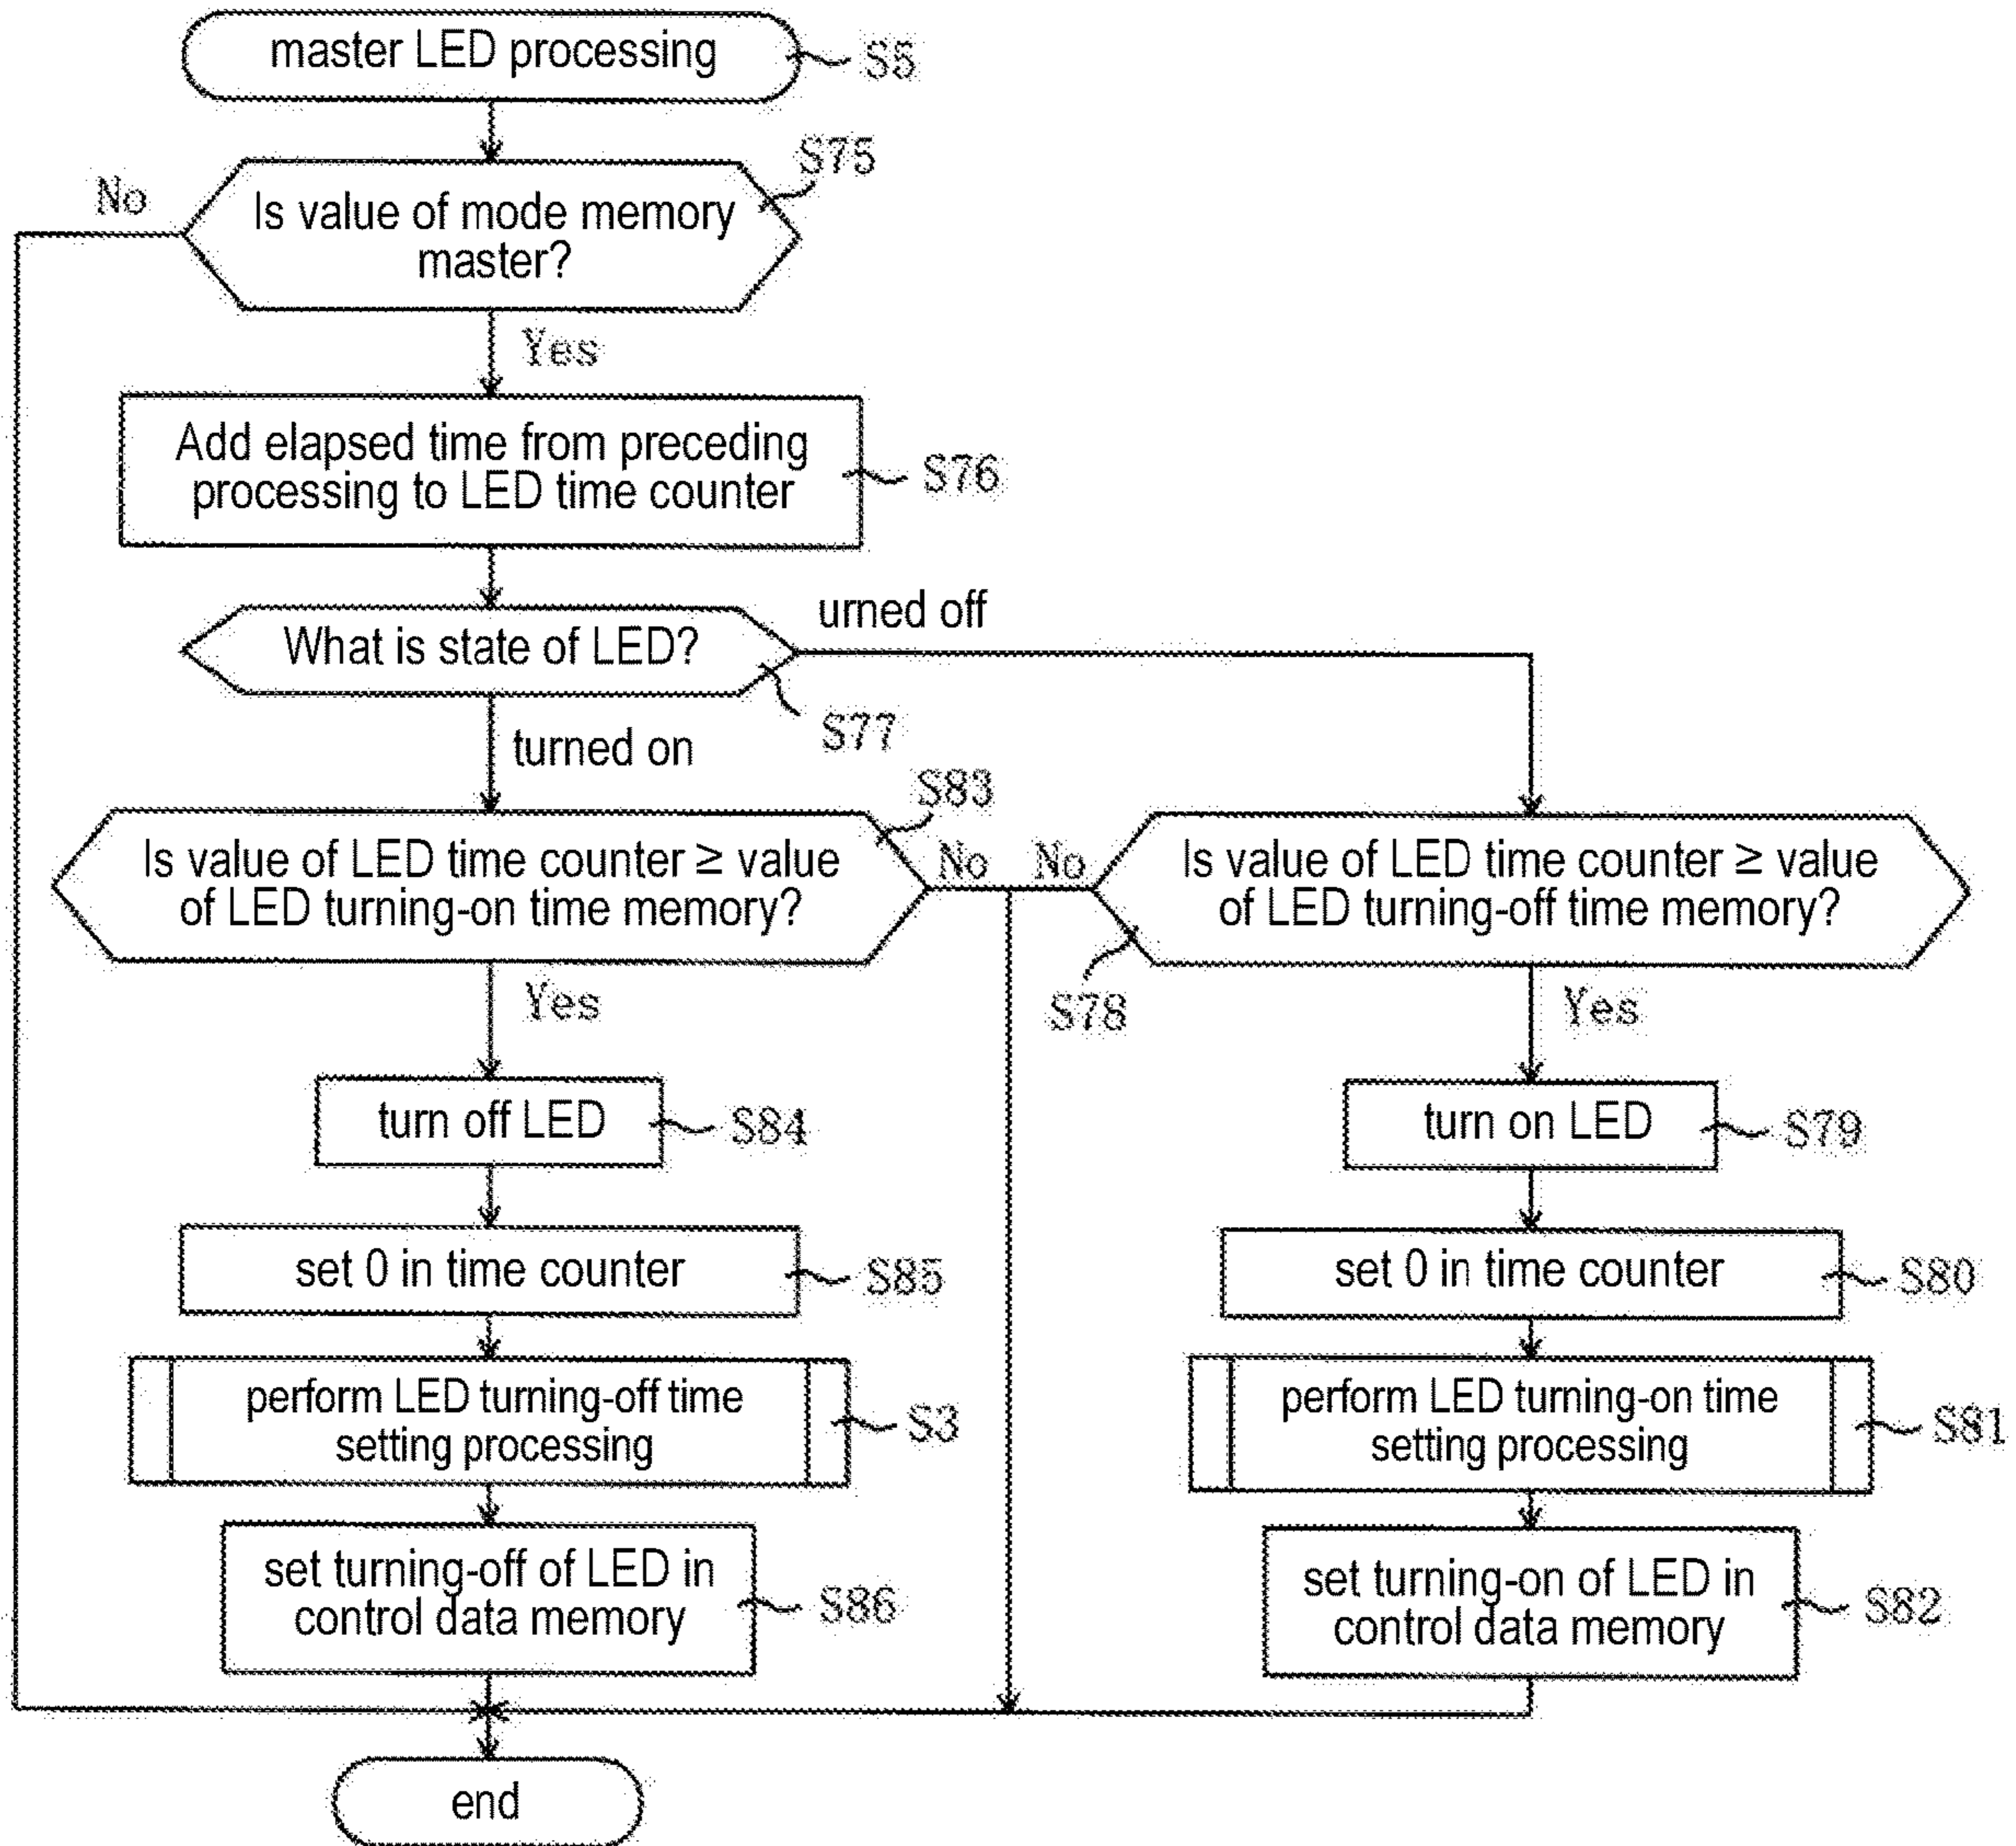 master LED processing
S5
S75
No
Is value of mode memory
master?
Yes
Add elapsed time from preceding
processing to LED time counter
S76
urned off
What is state of LED?
S77
turned on
S83
Is value of LED time counter ≥ value
of LED turning-on time memory?
No
No
Is value of LED time counter ≥ value
of LED turning-off time memory?
S78
Yes
Yes
turn off LED
S84
turn on LED
S79
set 0 in time counter
S85
set 0 in time counter
S80
perform LED turning-off time
setting processing
S3
perform LED turning-on time
setting processing
S81
set turning-off of LED in
control data memory
S86
set turning-on of LED in
control data memory
S82
end